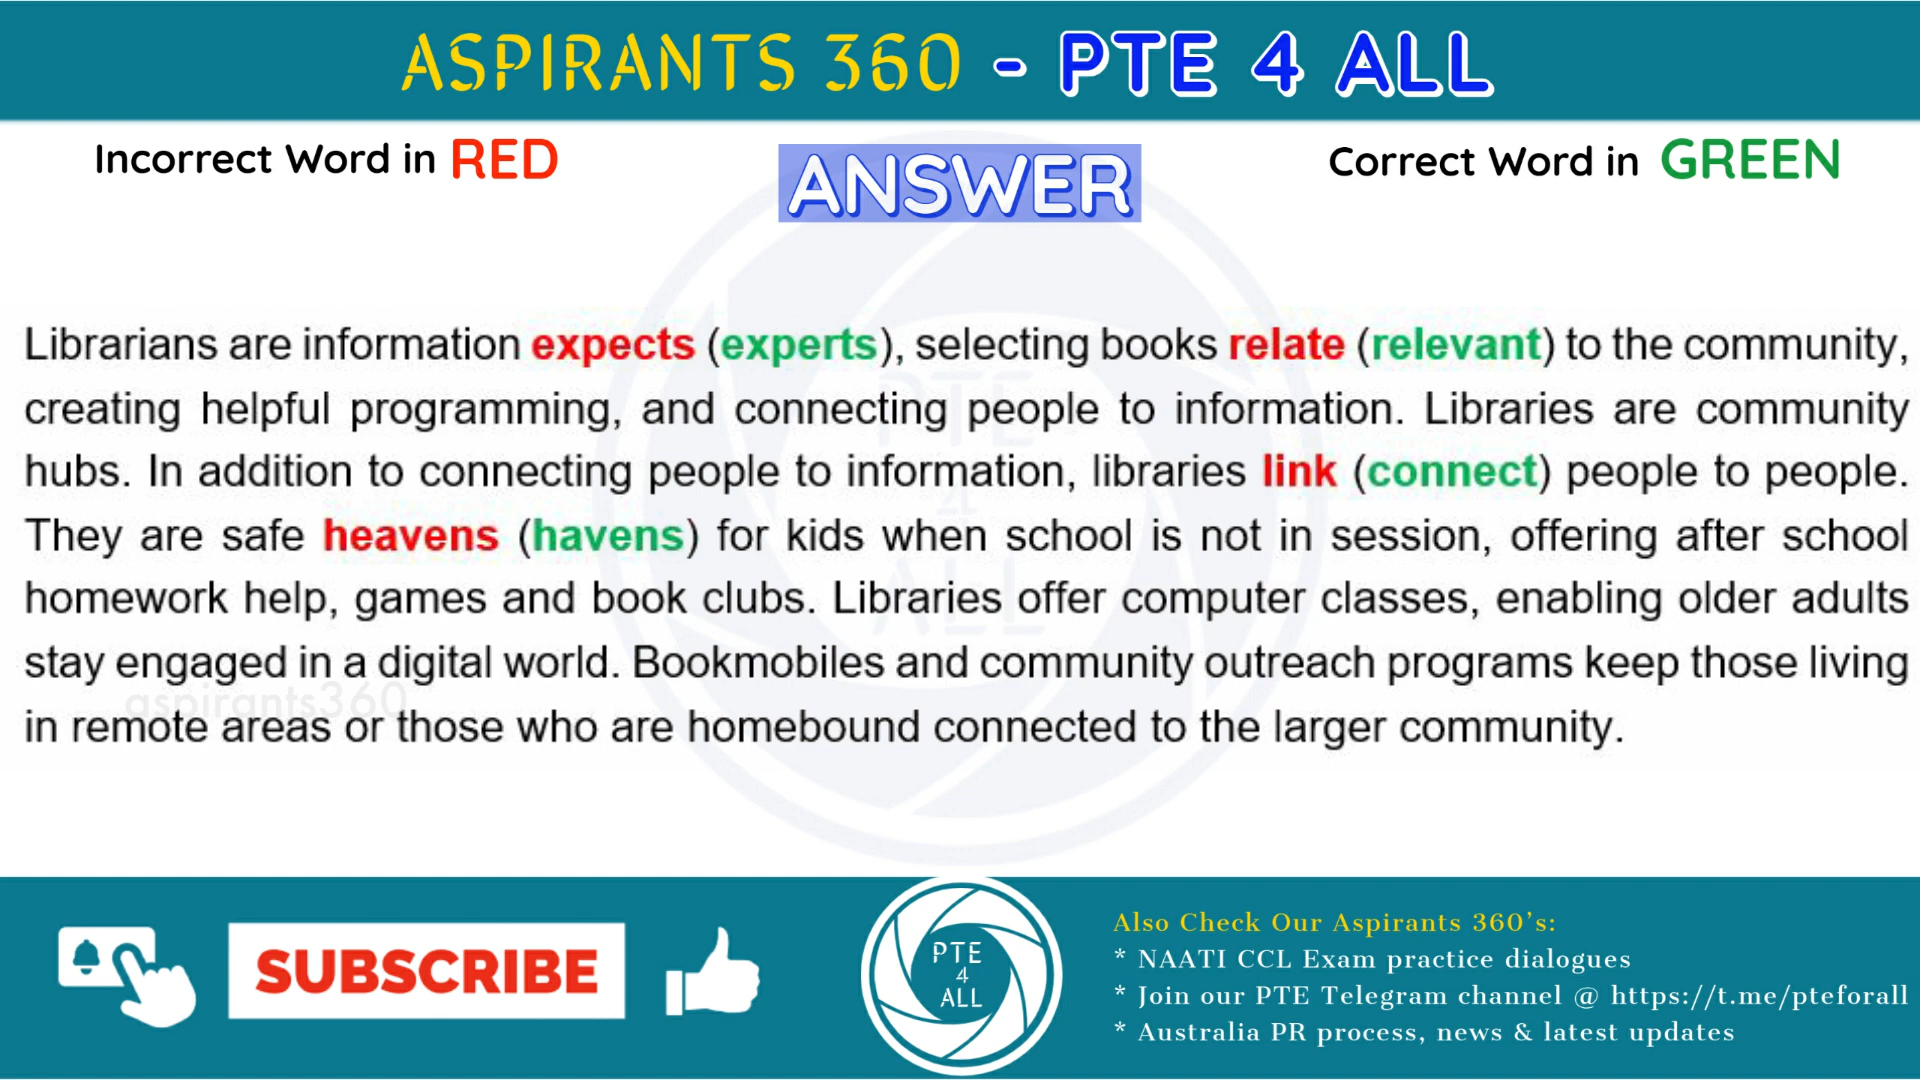 ASPIRANTS 360 - PTE 4 ALL
Incorrect Word in RED
ANSWER
Correct Word in GREEN
Librarians are information expects (experts), selecting books relate (relevant) to the community,
creating helpful programming, and connecting people to information. Libraries are community
hubs. In addition to connecting people to information, libraries link (connect) people to people.
They are safe heavens (havens) for kids when school is not in session, offering after school
homework help, games and book clubs. Libraries offer computer classes, enabling older adults
stay engaged in a digital world. Bookmobiles and community outreach programs keep those living
aspirants360
in remote areas or those who are homebound connected to the larger community.
PTE
4
ALL
SUBSCRIBE
PTE
4
ALL
Also Check Our Aspirants 360's:
* NAATI CCL Exam practice dialogues
* Join our PTE Telegram channel @ https://t.me/pteforall
* Australia PR process, news & latest updates